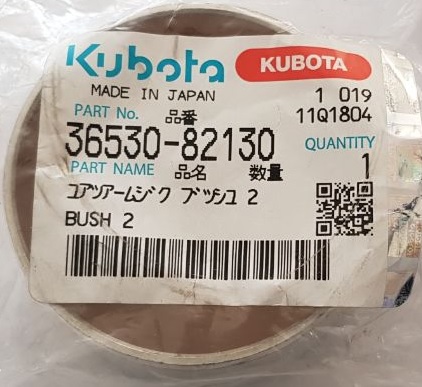 Kubota KUBOTA
MADE IN JAPAN 1 019
PART No. 品番 11Q1804
36530-82130 QUANTITY
PART NAME 品名 数量 1
ﾕｱﾂｱｰﾑｼﾞｸ ﾌﾞﾂｼﾕ 2
BUSH 2